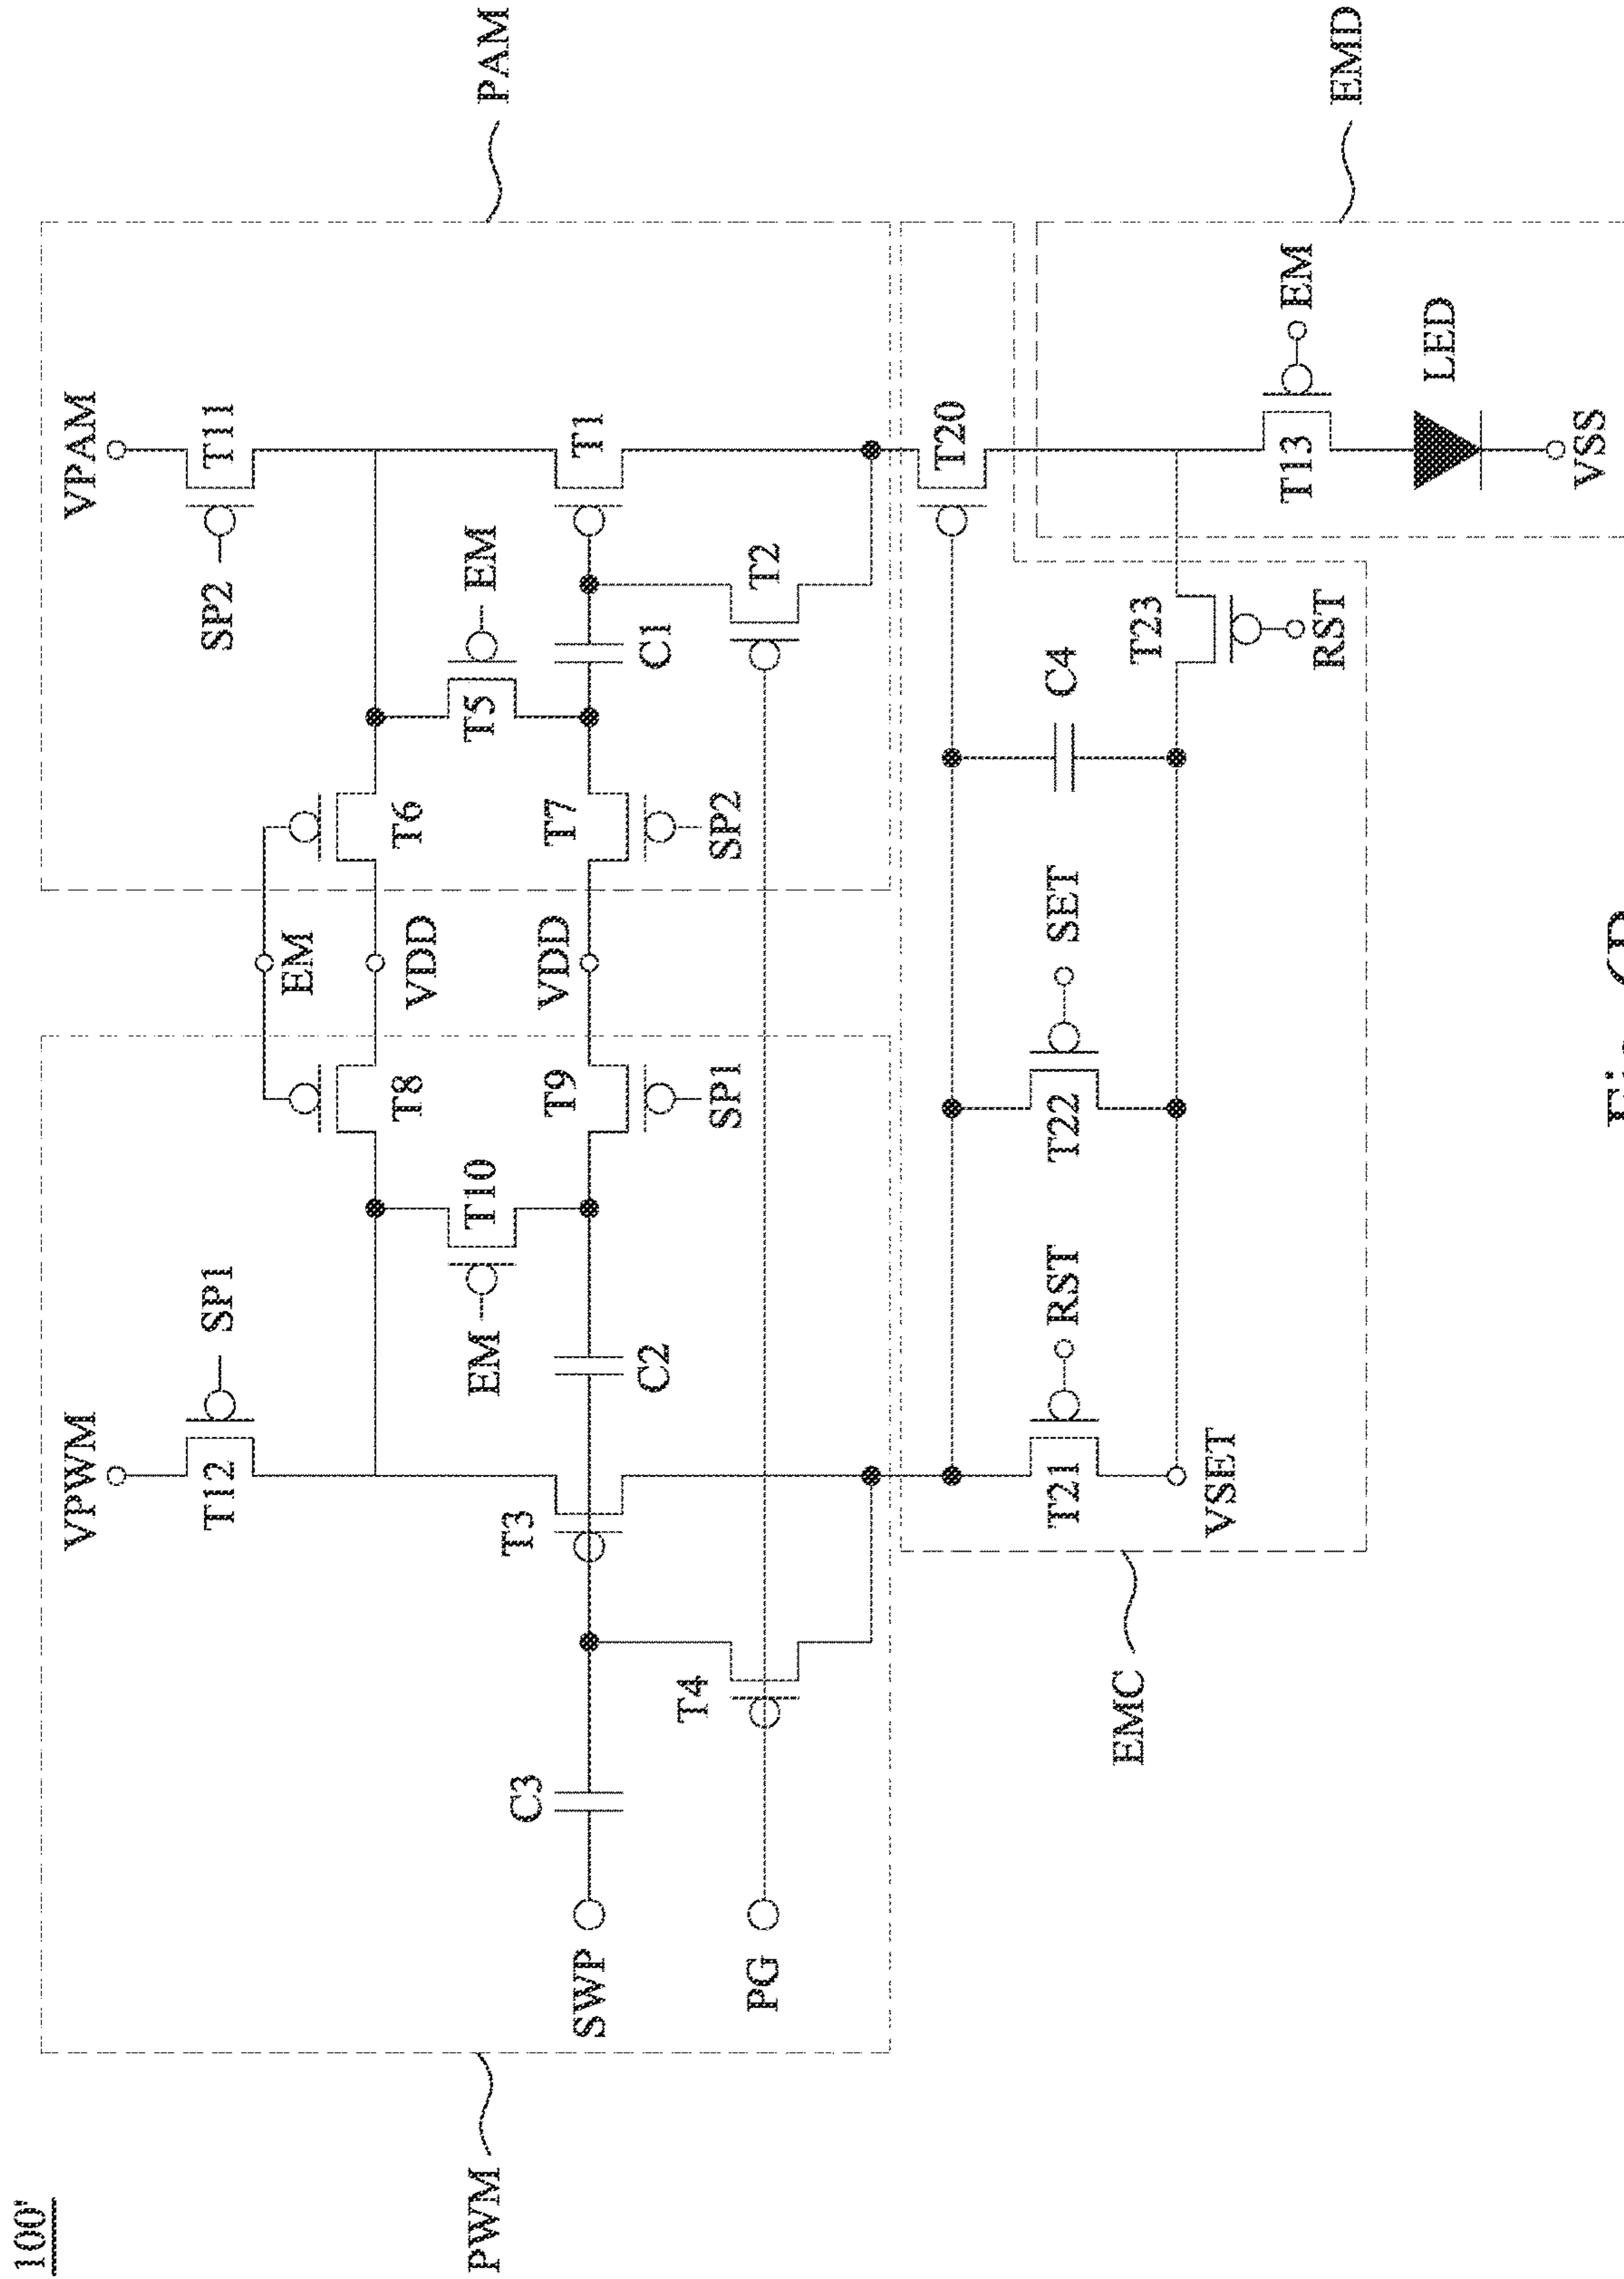 100'
PWM
PAM
VPWM
SP1
T12
VPAM
T11
SP2
EM
T8
VDD
T6
T10
EM
T5
EM
T3
C3
SWP
C2
T9
SP1
VDD
T7
SP2
C1
T1
T2
T4
PG
T20
T21
RST
T22
SET
C4
T23
RST
VSET
EMC
EMD
T13
EM
LED
VSS